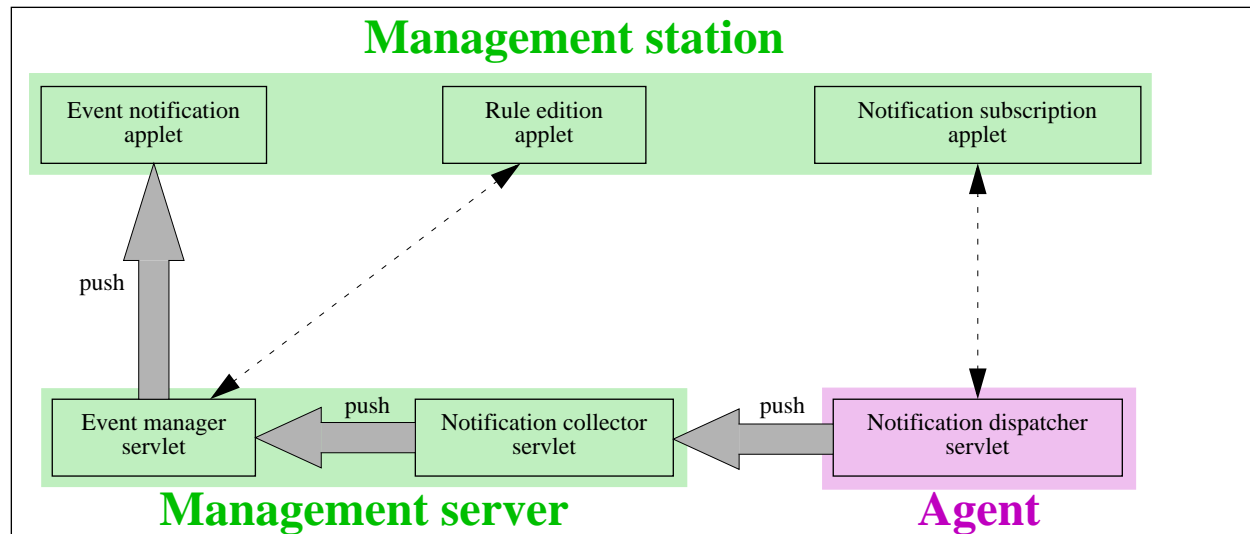 Management station
Event notification
applet
Rule edition
applet
Notification subscription
applet
push
push
push
Event manager
servlet
Notification collector
servlet
Notification dispatcher
servlet
Management server
Agent